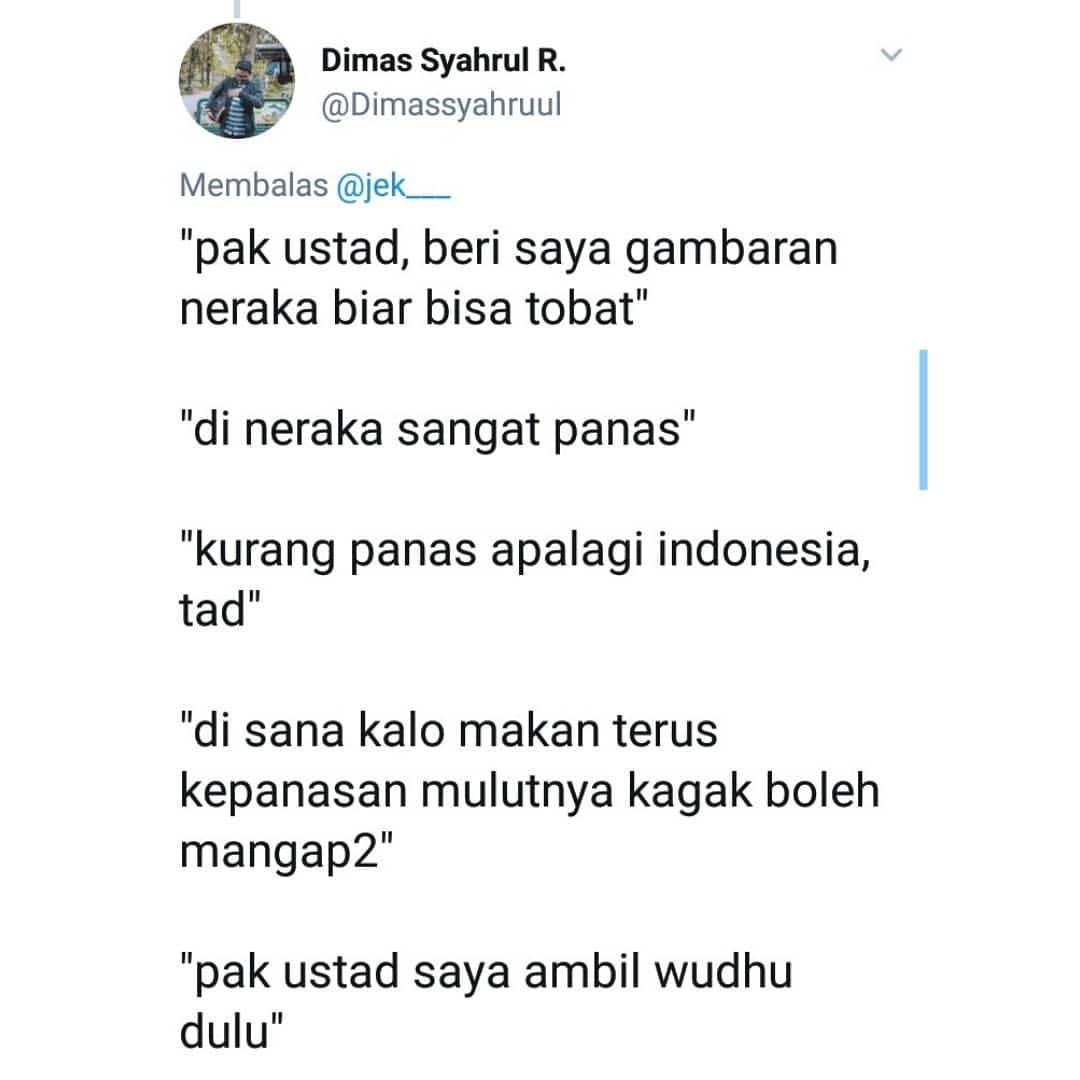 Dimas Syahrul R.
@Dimassyahruul
Membalas @jek___
"pak ustad, beri saya gambaran
neraka biar bisa tobat"
"di neraka sangat panas"
"kurang panas apalagi indonesia,
tad"
"di sana kalo makan terus
kepanasan mulutnya kagak boleh
mangap2"
"pak ustad saya ambil wudhu
dulu"